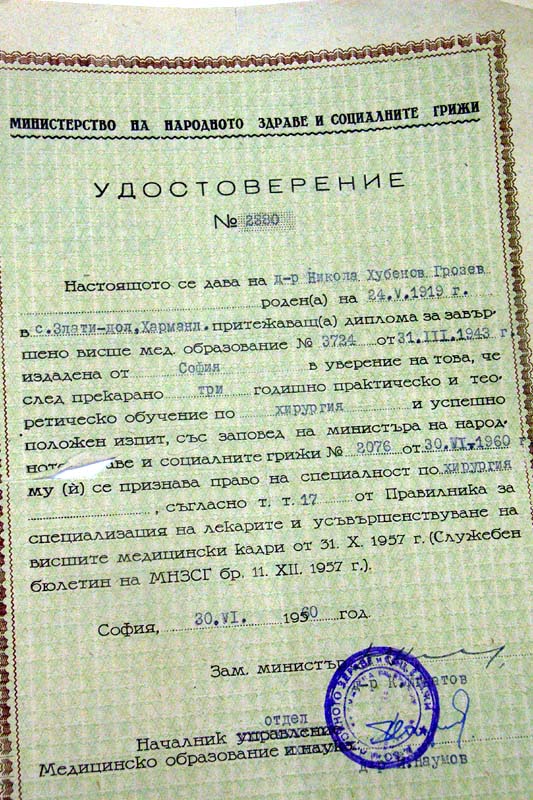 МИНИСТЕРСТВО НА НАРОДНОТО ЗДРАВЕ И СОЦИАЛНИТЕ ГРИЖИ
УДОСТОВЕРЕНИЕ
№ 2330
Настоящото се дава на д-р Никола Хубенов Грозев
роден(а) на 24.V.1919 г.
в с.Злати-дол,Харманл. притежаващ(а) диплома за завър-
шено висше мед. образование № 3724 от 31.III.1943 г.
издадена от София в уверение на това, че
след прекарано три годишно практическо и тео-
ретическо обучение по хирургия и успешно
положен изпит, със заповед на министъра на народ-
ното аве и социалните грижи № 2076 от 30.VI.1960 г
му (ѝ) се признава право на специалност по хирургия
, съгласно т. т. 17 от Правилника за
специализация на лекарите и усъвършенствуване на
висшите медицински кадри от 31. X. 1957 г. (Служебен
бюлетин на МНЗСГ бр. 11. XII. 1957 г.).
София, 30.VI. 1960 год.
Зам. министър
отдел
Началник управление
Медицинско образование и наука
Наумов